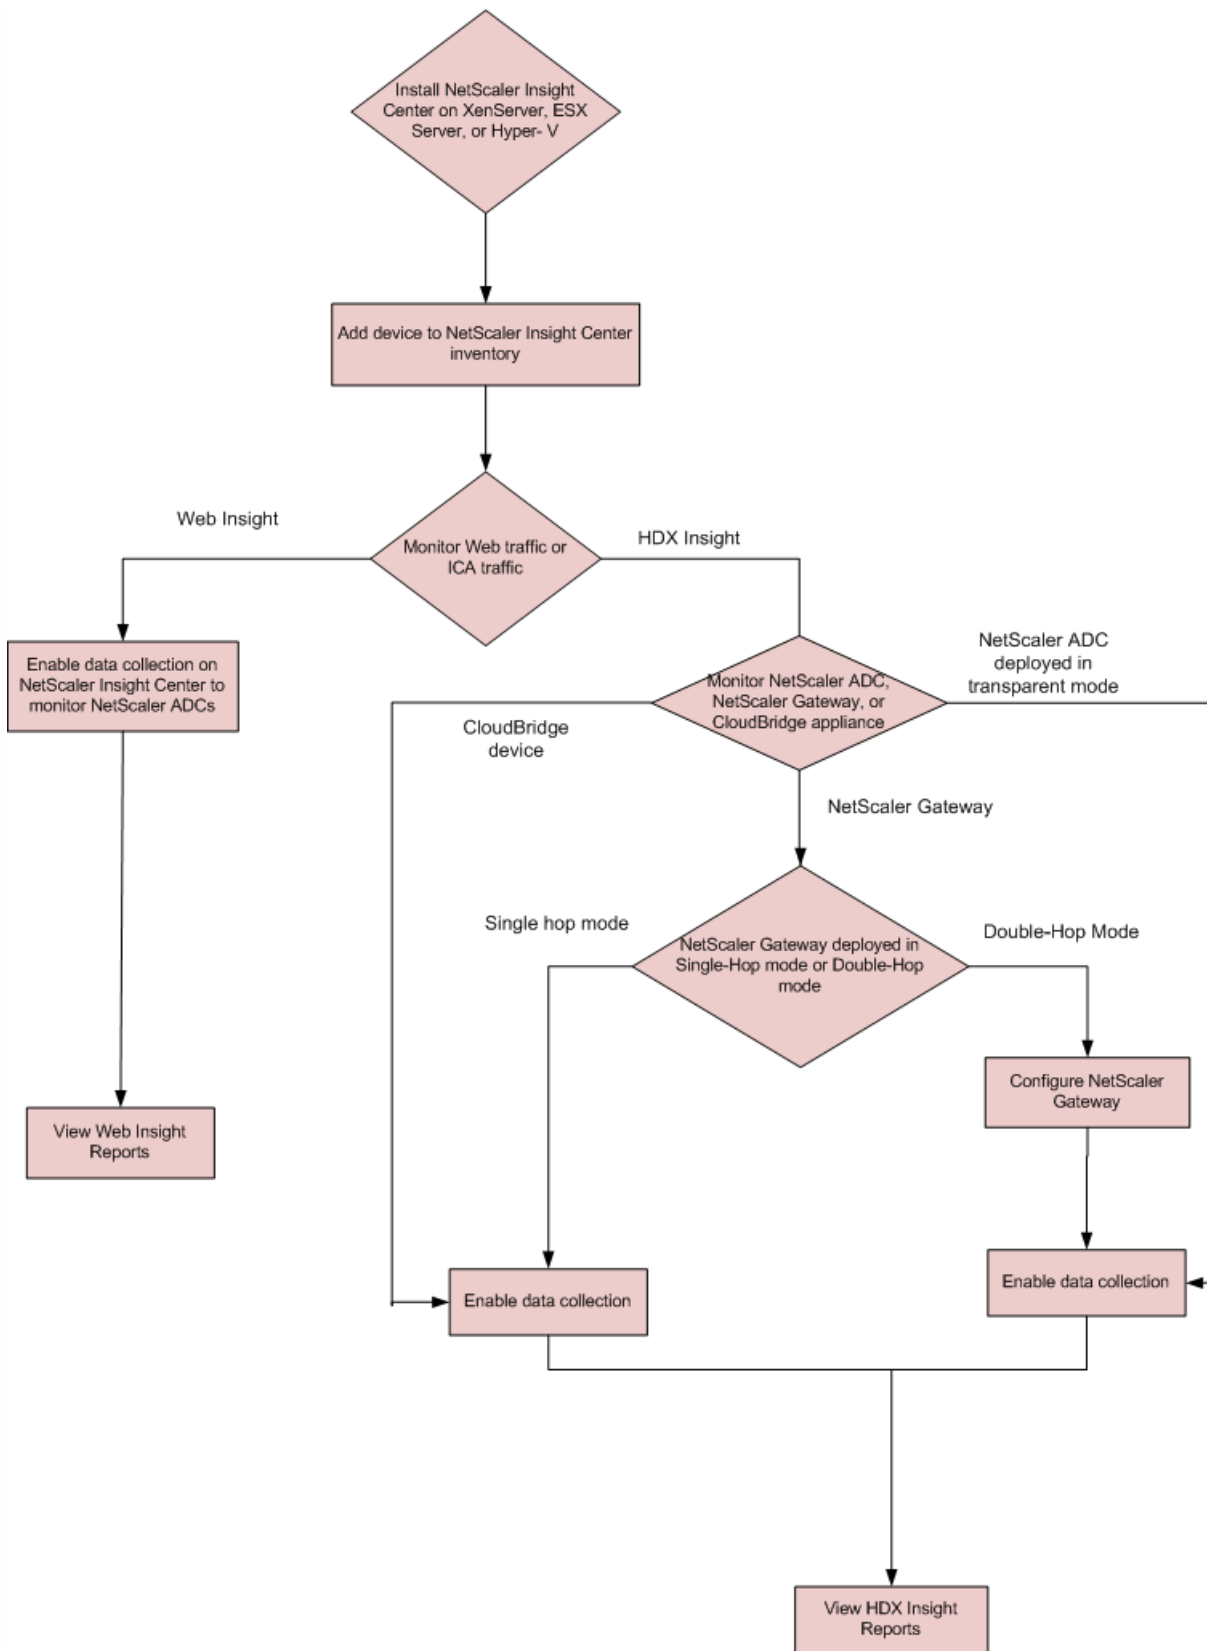 Install NetScaler Insight
Center on XenServer, ESX
Server, or Hyper- V
Add device to NetScaler Insight Center
inventory
Web Insight
HDX Insight
Monitor Web traffic or
ICA traffic
Enable data collection on
NetScaler Insight Center to
monitor NetScaler ADCs
NetScaler ADC
deployed in
transparent mode
Monitor NetScaler ADC,
NetScaler Gateway, or
CloudBridge appliance
CloudBridge
device
NetScaler Gateway
Single hop mode
Double-Hop Mode
NetScaler Gateway deployed in
Single-Hop mode or Double-Hop
mode
Configure NetScaler
Gateway
View Web Insight
Reports
Enable data collection
Enable data collection
View HDX Insight
Reports